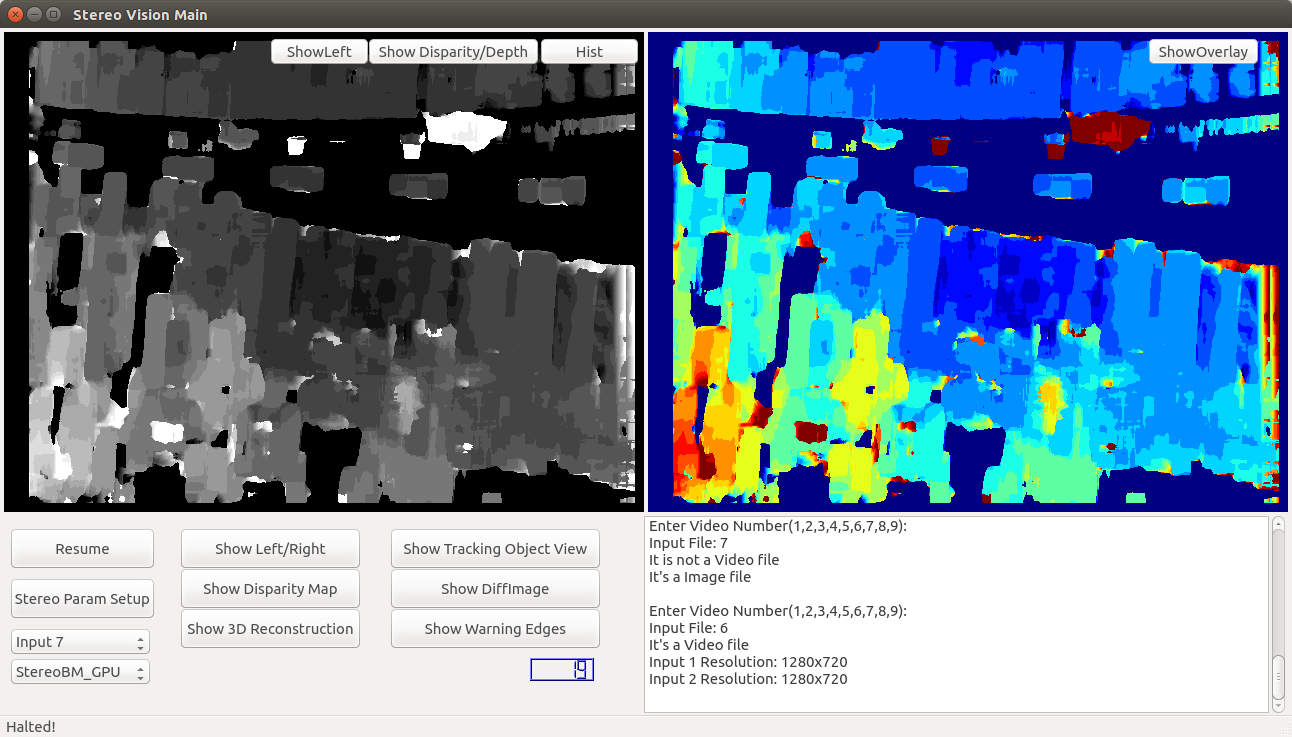 Stereo Vision Main
ShowLeft
Show Disparity/Depth
Hist
ShowOverlay
Resume
Show Left/Right
Show Tracking Object View
Stereo Param Setup
Show Disparity Map
Show DiffImage
Input 7
Show 3D Reconstruction
Show Warning Edges
StereoBM_GPU
19
Enter Video Number(1,2,3,4,5,6,7,8,9):
Input File: 7
It is not a Video file
It's a Image file
Enter Video Number(1,2,3,4,5,6,7,8,9):
Input File: 6
It's a Video file
Input 1 Resolution: 1280x720
Input 2 Resolution: 1280x720
Halted!